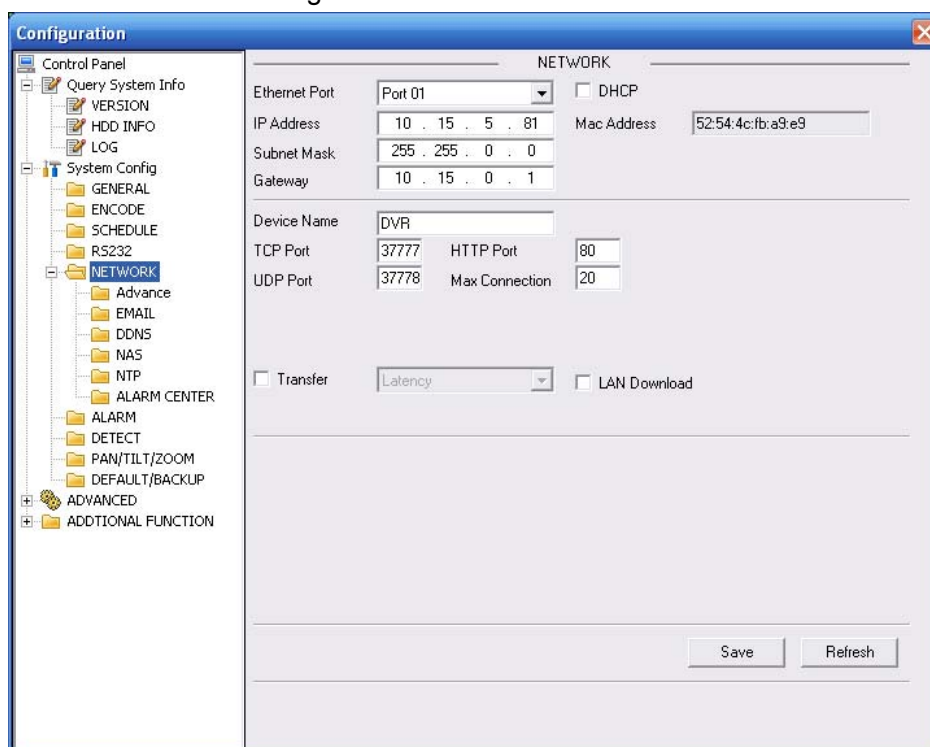 Configuration
Control Panel
Query System Info
VERSION
HDD INFO
LOG
System Config
GENERAL
ENCODE
SCHEDULE
RS232
NETWORK
Advance
EMAIL
DDNS
NAS
NTP
ALARM CENTER
ALARM
DETECT
PAN/TILT/ZOOM
DEFAULT/BACKUP
ADVANCED
ADDTIONAL FUNCTION
NETWORK
Ethernet Port Port 01 DHCP
IP Address 10 . 15 . 5 . 81 Mac Address 52:54:4c:fb:a9:e9
Subnet Mask 255 . 255 . 0 . 0
Gateway 10 . 15 . 0 . 1
Device Name DVR
TCP Port 37777 HTTP Port 80
UDP Port 37778 Max Connection 20
Transfer Latency LAN Download
Save Refresh